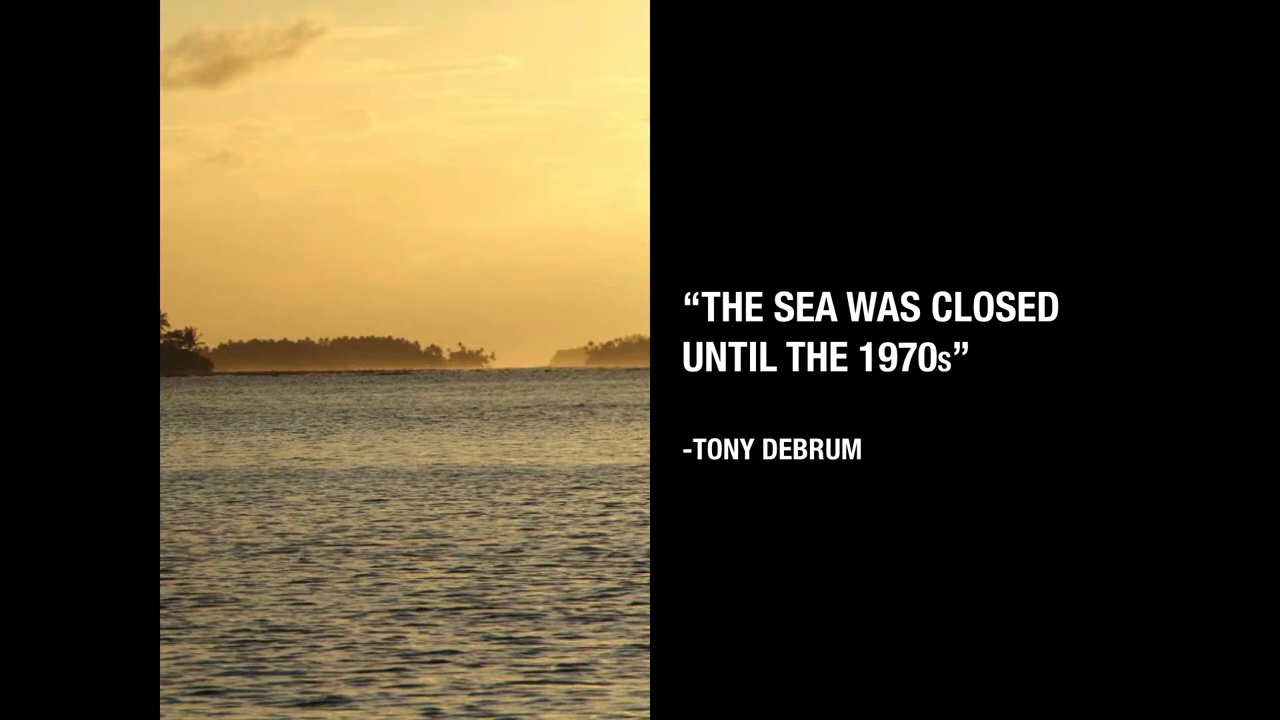 “THE SEA WAS CLOSED
UNTIL THE 1970s”
-TONY DEBRUM